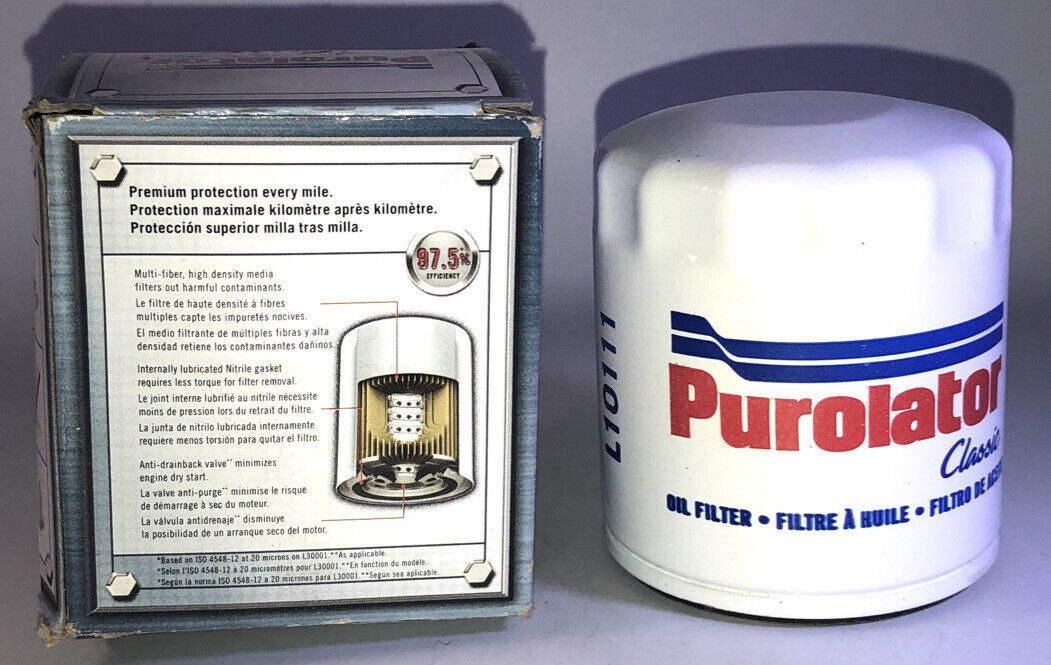 Purolator
Premium protection every mile.
Protection maximale kilomètre après kilomètre.
Protección superior milla tras milla.
97.5%*
EFFICIENCY
Multi-fiber, high density media
filters out harmful contaminants.
Le filtre de haute densité à fibres
multiples capte les impuretés nocives.
El medio filtrante de múltiples fibras y alta
densidad retiene los contaminantes dañinos.
Internally lubricated Nitrile gasket
requires less torque for filter removal.
Le joint interne lubrifié au nitrile nécessite
moins de pression lors du retrait du filtre.
La junta de nitrilo lubricada internamente
requiere menos torsión para quitar el filtro.
Anti-drainback valve** minimizes
engine dry start.
La valve anti-purge** minimise le risque
de démarrage à sec du moteur.
La válvula antidrenaje** disminuye
la posibilidad de un arranque seco del motor.
*Based on ISO 4548-12 at 20 microns on L30001.**As applicable.
*Selon l'ISO 4548-12 à 20 micromètres pour L30001.**En fonction du modèle.
*Según la norma ISO 4548-12 a 20 micrones para L30001.**Según sea aplicable.
L10111
Purolator
Classic
OIL FILTER • FILTRE À HUILE • FILTRO DE